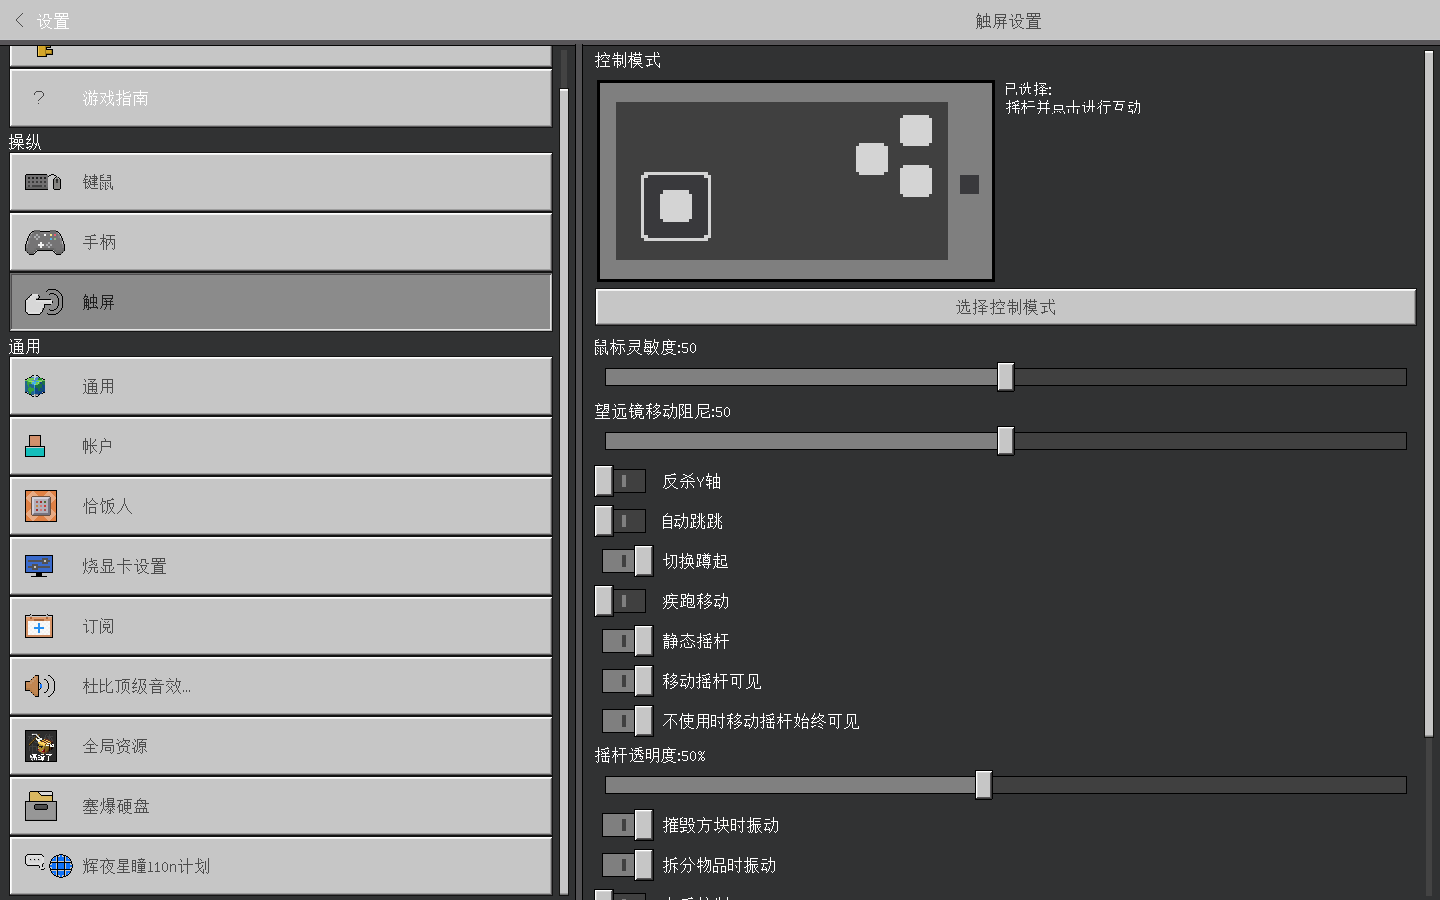 设置
触屏设置
游戏指南
操纵
键鼠
手柄
触屏
通用
通用
帐户
恰饭人
烧显卡设置
订阅
杜比顶级音效...
全局资源
塞爆硬盘
辉夜星瞳l10n计划
控制模式
已选择:
摇杆并点击进行互动
选择控制模式
鼠标灵敏度:50
望远镜移动阻尼:50
反杀Y轴
自动跳跳
切换蹲起
疾跑移动
静态摇杆
移动摇杆可见
不使用时移动摇杆始终可见
摇杆透明度:50%
摧毁方块时振动
拆分物品时振动